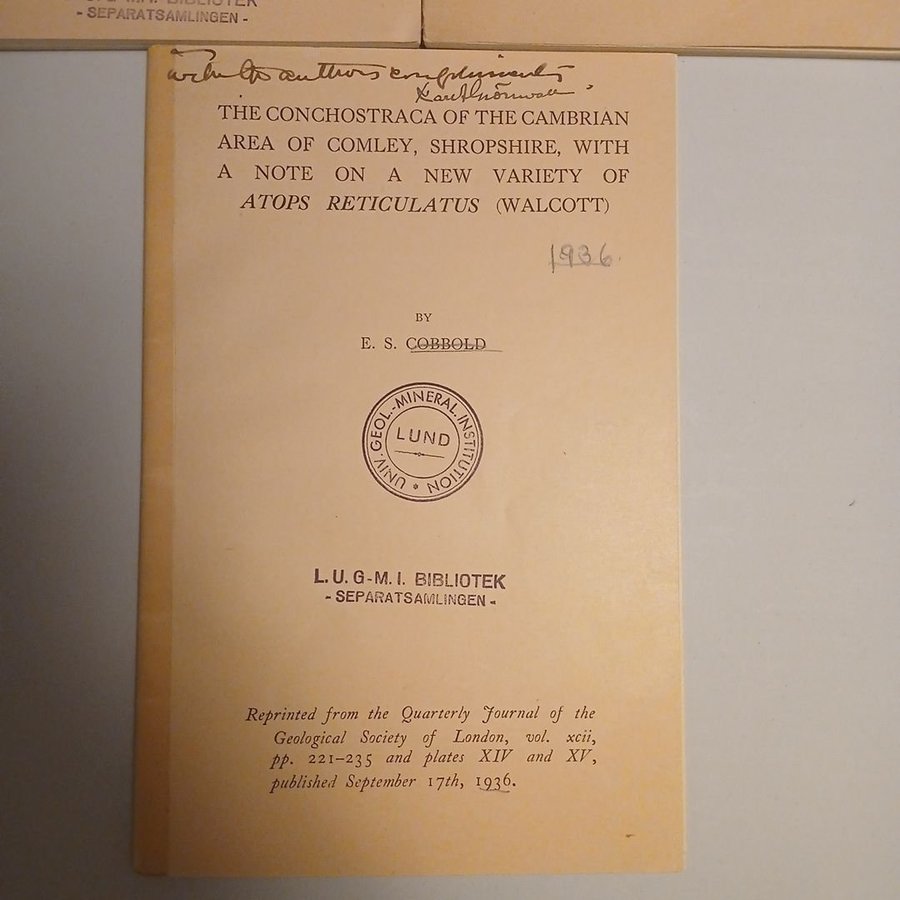 BIBLIOTEK
- SEPARATSAMLINGEN -
with the authors compliments
Karl A Grönwall
THE CONCHOSTRACA OF THE CAMBRIAN
AREA OF COMLEY, SHROPSHIRE, WITH
A NOTE ON A NEW VARIETY OF
ATOPS RETICULATUS (WALCOTT)
1936.
BY
E. S. COBBOLD
UNIV. GEOL.-MINERAL. INSTITUTION *
LUND
L. U. G-M. I. BIBLIOTEK
- SEPARATSAMLINGEN -
Reprinted from the Quarterly Journal of the
Geological Society of London, vol. xcii,
pp. 221–235 and plates XIV and XV,
published September 17th, 1936.